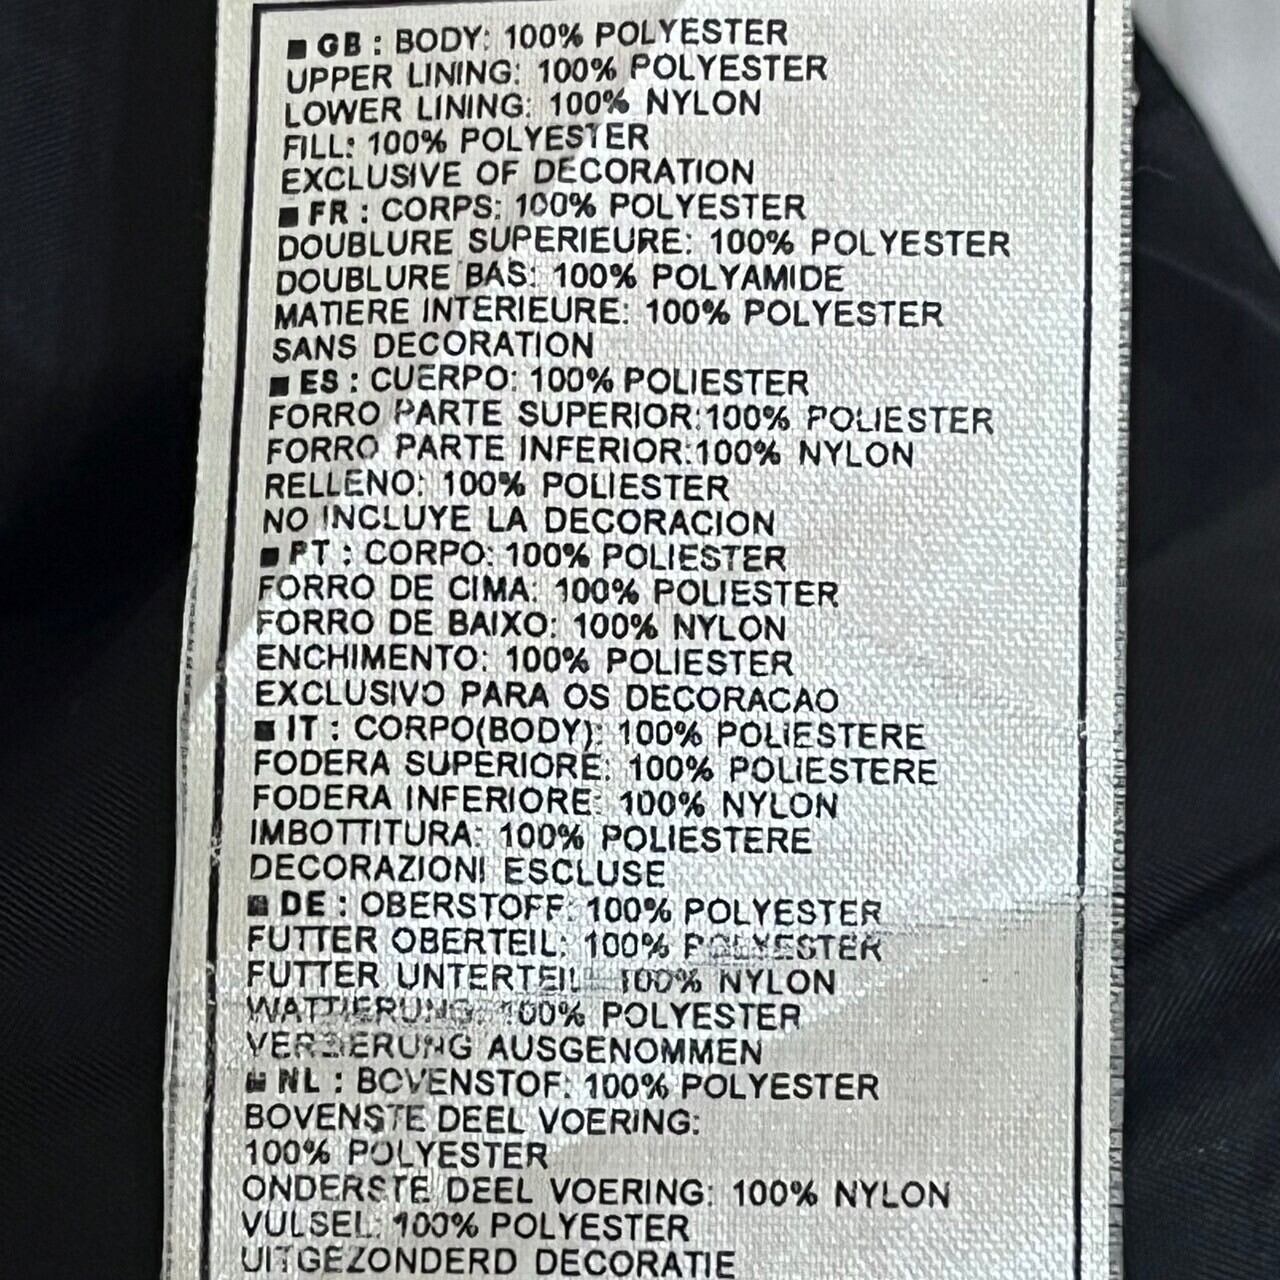 ■ GB : BODY: 100% POLYESTER
UPPER LINING: 100% POLYESTER
LOWER LINING: 100% NYLON
FILL: 100% POLYESTER
EXCLUSIVE OF DECORATION
■ FR : CORPS: 100% POLYESTER
DOUBLURE SUPERIEURE: 100% POLYESTER
DOUBLURE BAS: 100% POLYAMIDE
MATIERE INTERIEURE: 100% POLYESTER
SANS DECORATION
■ ES : CUERPO: 100% POLIESTER
FORRO PARTE SUPERIOR:100% POLIESTER
FORRO PARTE INFERIOR:100% NYLON
RELLENO: 100% POLIESTER
NO INCLUYE LA DECORACION
■ PT : CORPO: 100% POLIESTER
FORRO DE CIMA: 100% POLIESTER
FORRO DE BAIXO: 100% NYLON
ENCHIMENTO: 100% POLIESTER
EXCLUSIVO PARA OS DECORACAO
■ IT : CORPO(BODY): 100% POLIESTERE
FODERA SUPERIORE: 100% POLIESTERE
FODERA INFERIORE: 100% NYLON
IMBOTTITURA: 100% POLIESTERE
DECORAZIONI ESCLUSE
■ DE : OBERSTOFF: 100% POLYESTER
FUTTER OBERTEIL: 100% POLYESTER
FUTTER UNTERTEIL: 100% NYLON
WATTIERUNG: 100% POLYESTER
VERZIERUNG AUSGENOMMEN
■ NL : BOVENSTOF: 100% POLYESTER
BOVENSTE DEEL VOERING:
100% POLYESTER
ONDERSTE DEEL VOERING: 100% NYLON
VULSEL: 100% POLYESTER
UITGEZONDERD DECORATIE